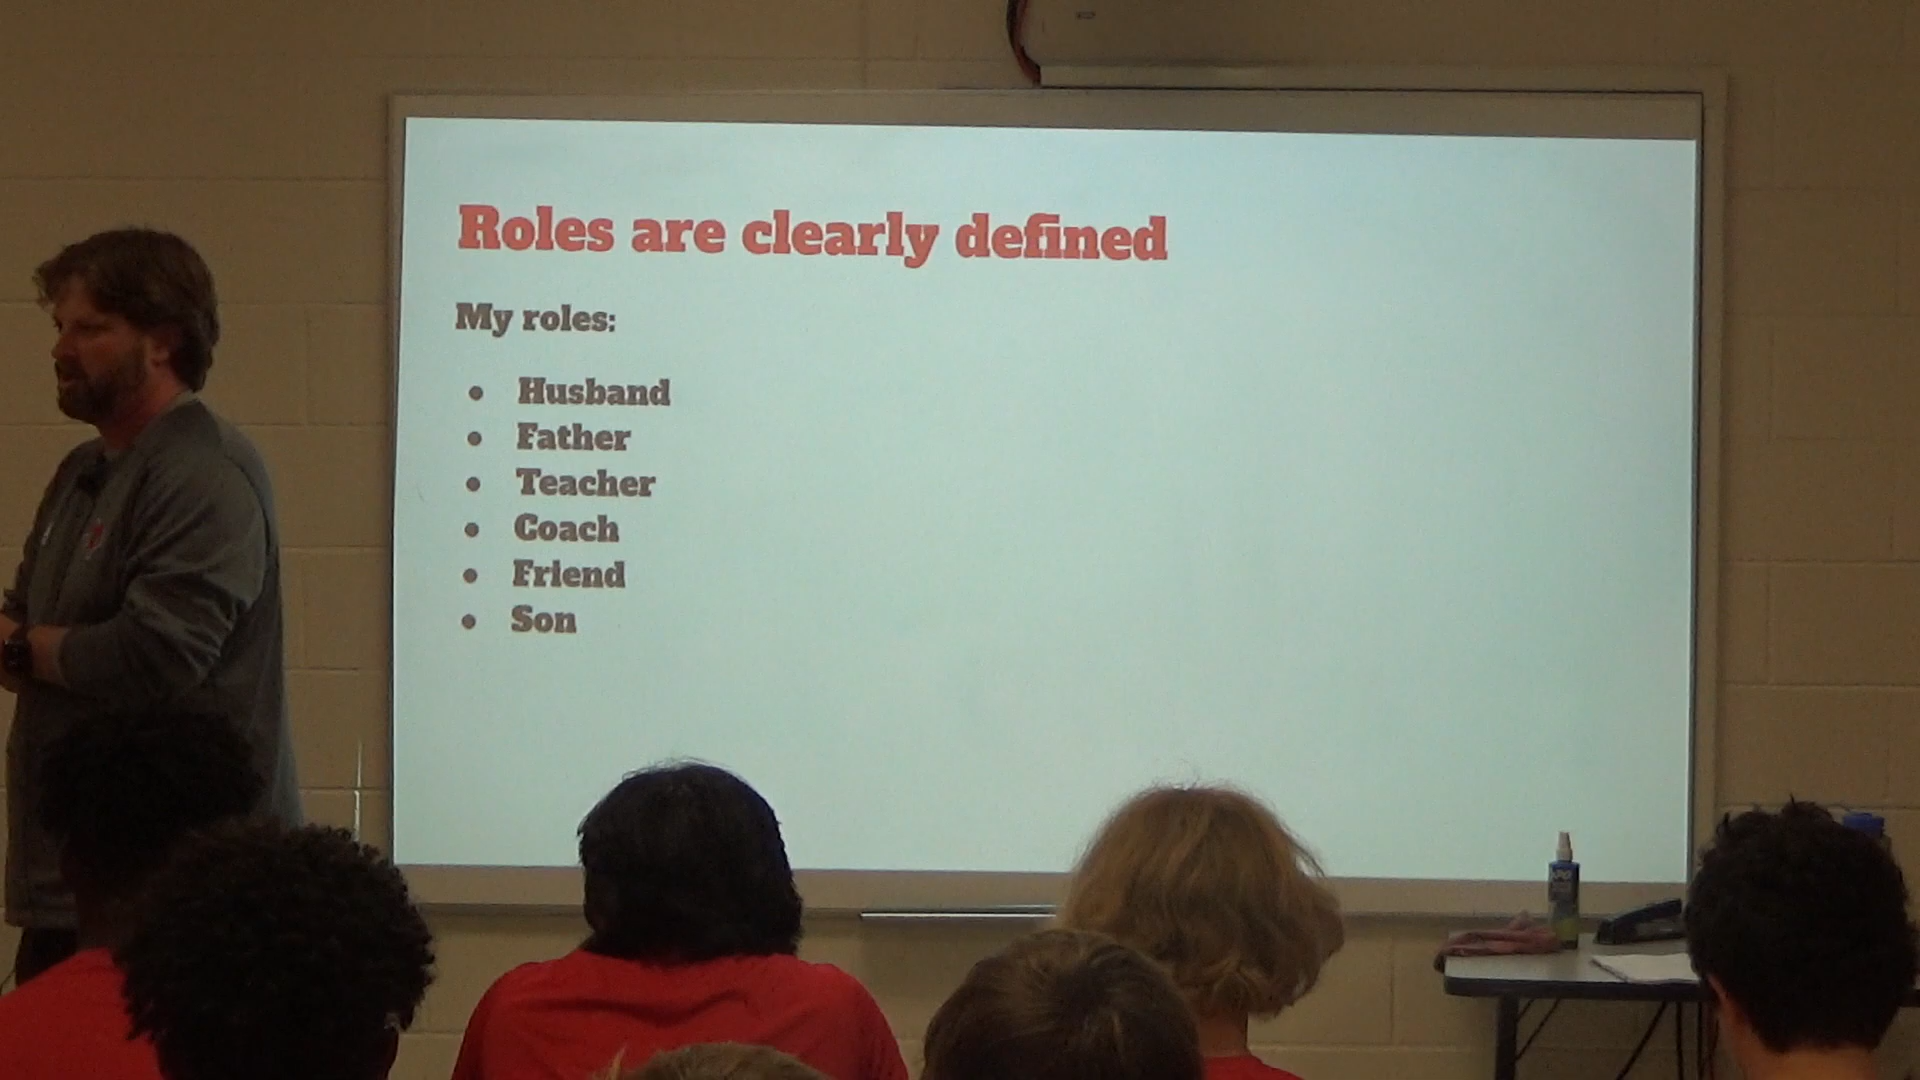 Roles are clearly defined
My roles:
● Husband
● Father
● Teacher
● Coach
● Friend
● Son